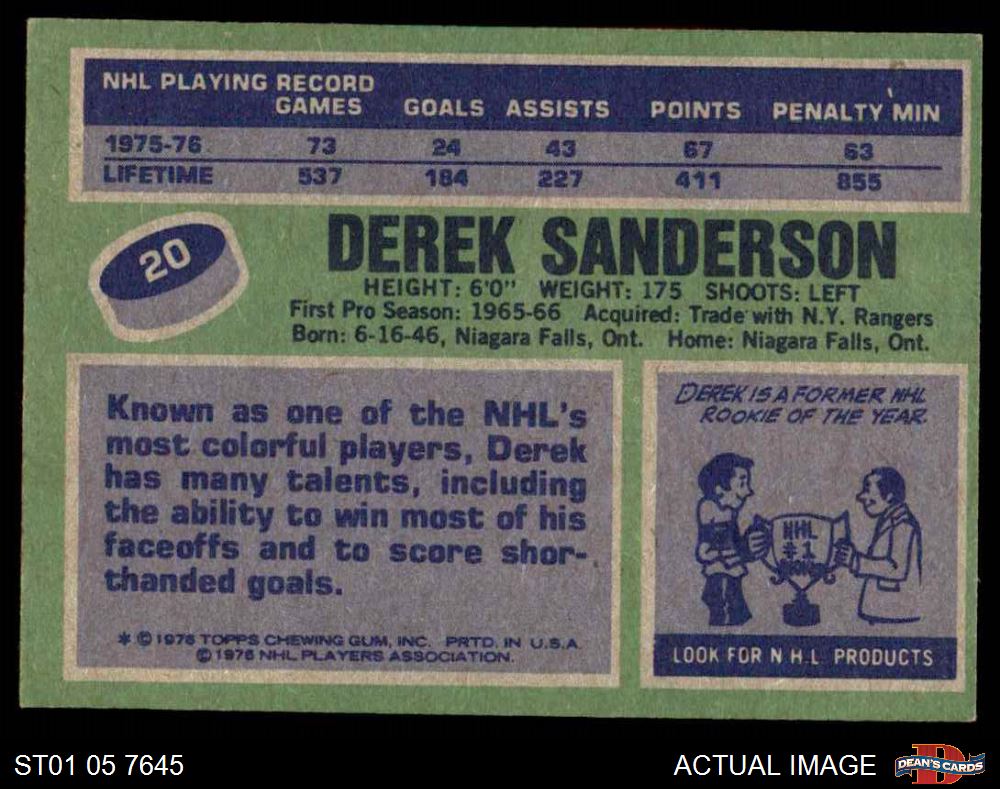 NHL PLAYING RECORD
GAMES GOALS ASSISTS POINTS PENALTY MIN
1975-76 73 24 43 67 63
LIFETIME 537 184 227 411 855
20
DEREK SANDERSON
HEIGHT: 6'0" WEIGHT: 175 SHOOTS: LEFT
First Pro Season: 1965-66 Acquired: Trade with N.Y. Rangers
Born: 6-16-46, Niagara Falls, Ont. Home: Niagara Falls, Ont.
Known as one of the NHL's
most colorful players, Derek
has many talents, including
the ability to win most of his
faceoffs and to score shor-
thanded goals.
* © 1976 TOPPS CHEWING GUM, INC. PRTD. IN U.S.A.
© 1976 NHL PLAYERS ASSOCIATION.
DEREK IS A FORMER NHL
ROOKIE OF THE YEAR.
NHL
#1
LOOK FOR N H L PRODUCTS
ST01 05 7645
ACTUAL IMAGE
DEAN'S CARDS